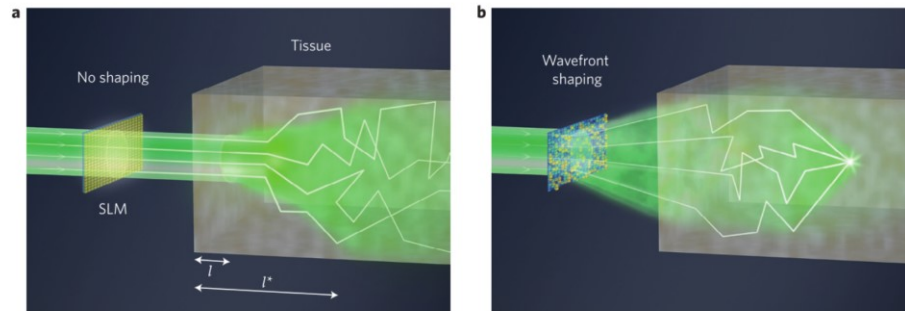 a
Tissue
No shaping
SLM
l
l*
b
Wavefront
shaping